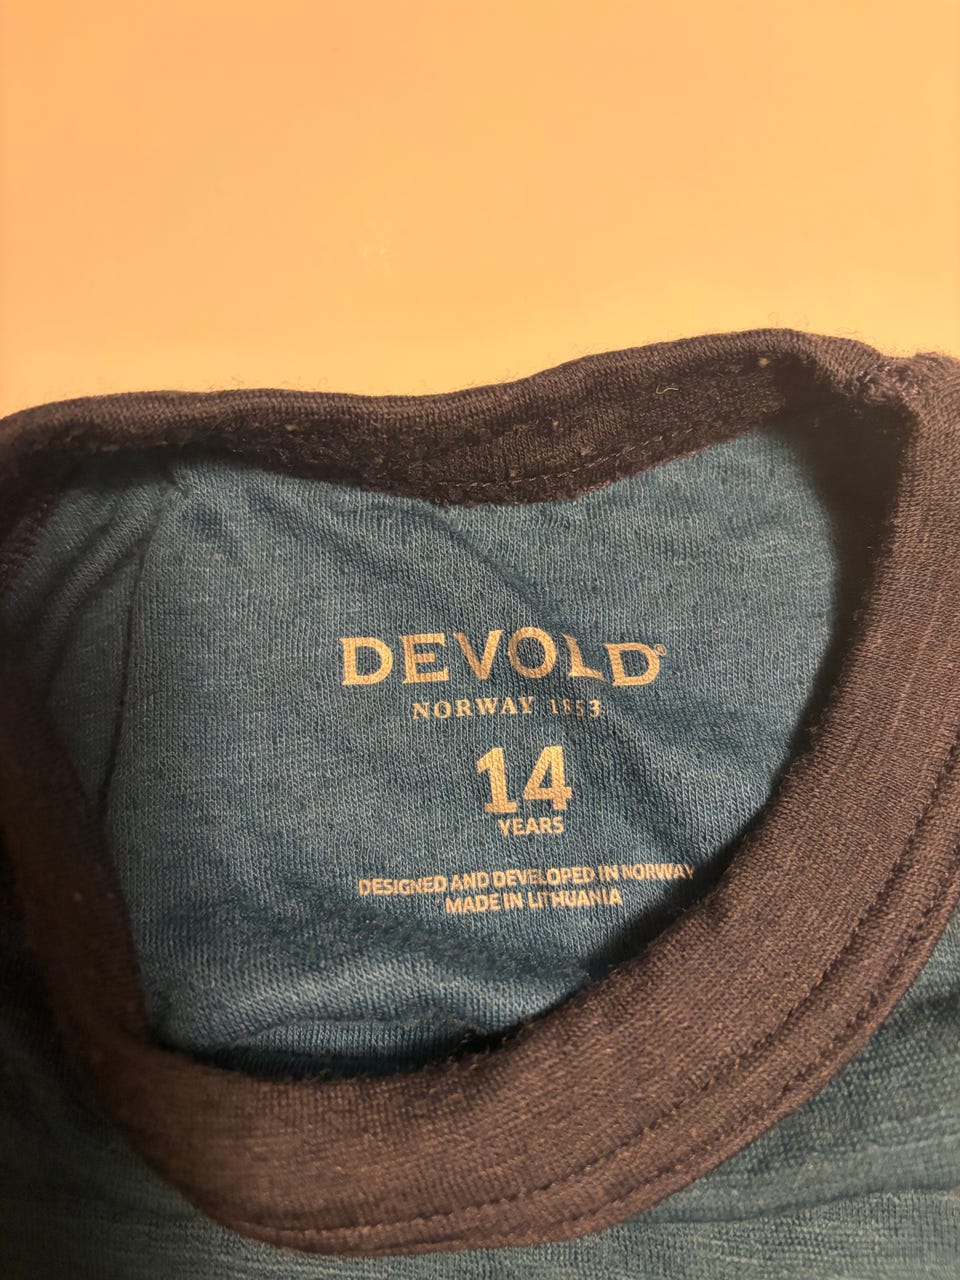 DEVOLD®
NORWAY 1853
14
YEARS
DESIGNED AND DEVELOPED IN NORWAY
MADE IN LITHUANIA